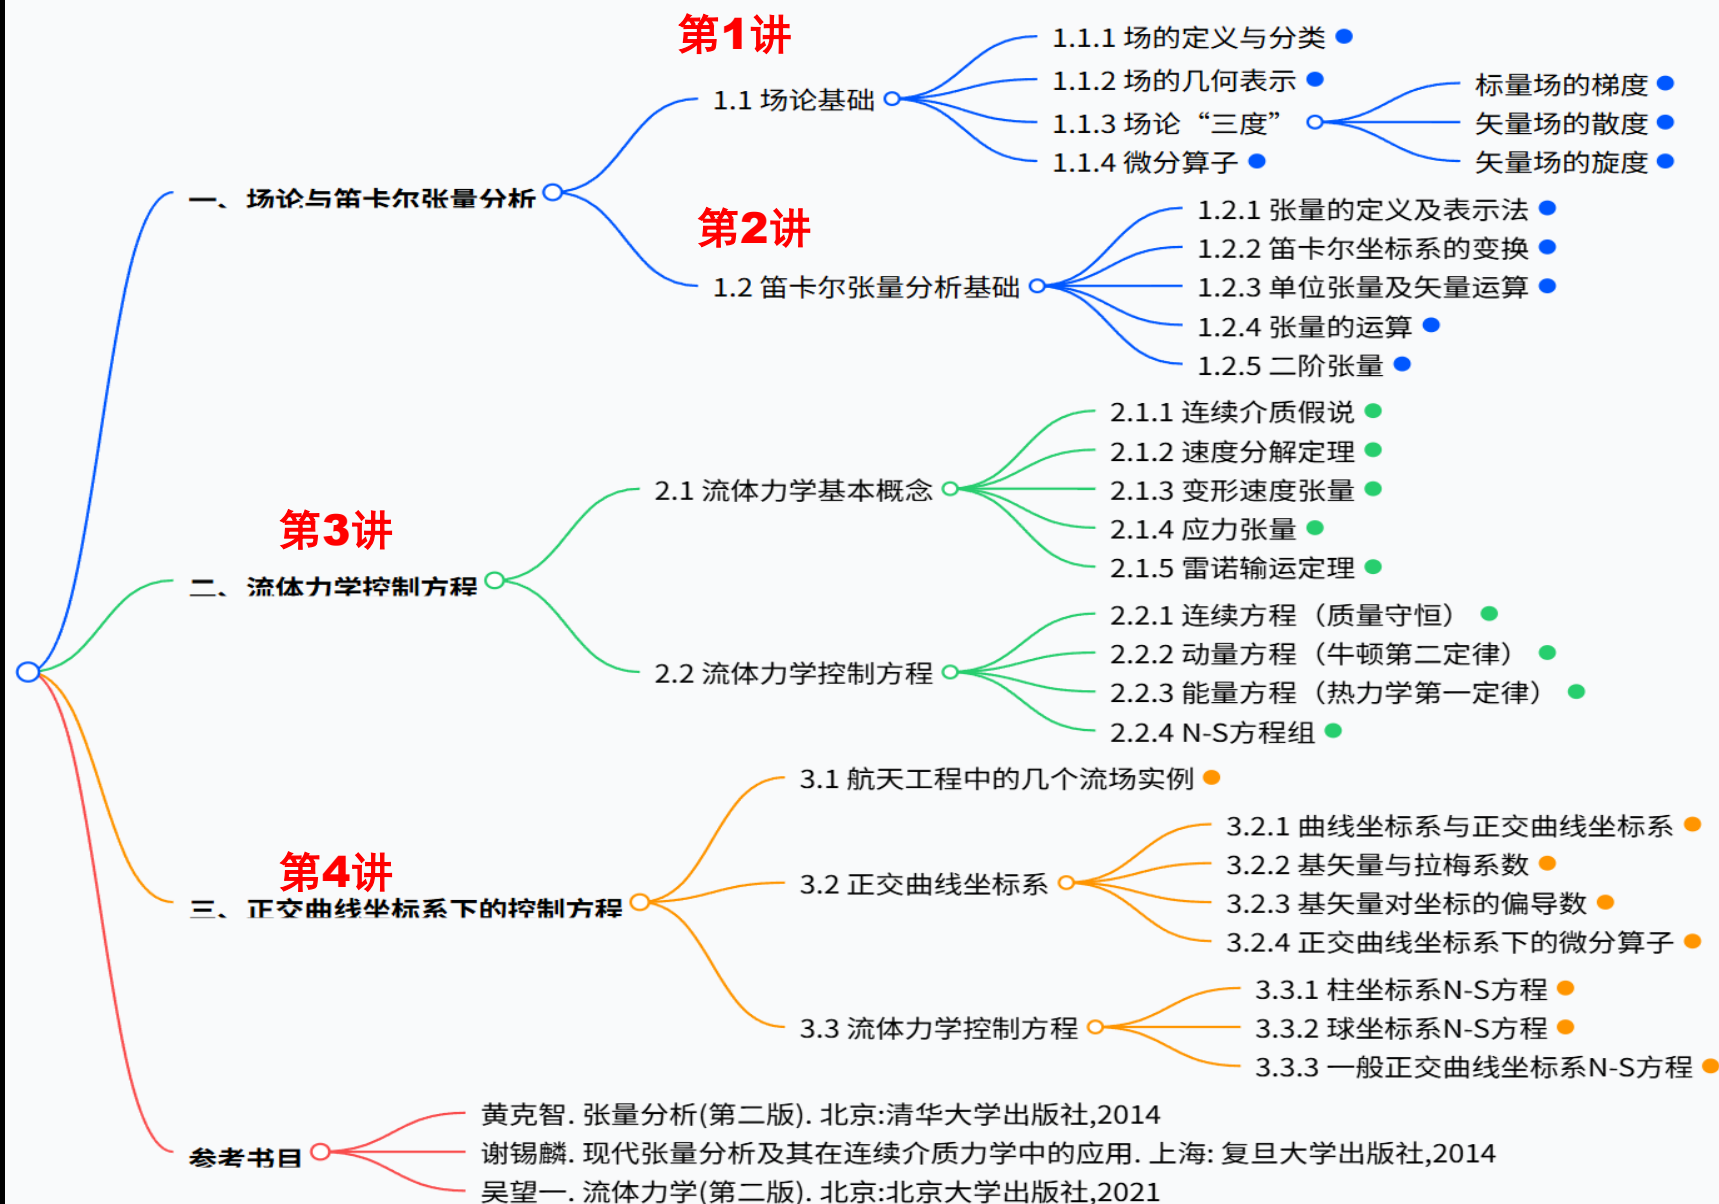 第1讲
1.1.1 场的定义与分类
1.1.2 场的几何表示
1.1 场论基础
1.1.3 场论“三度”
标量场的梯度
矢量场的散度
矢量场的旋度
1.1.4 微分算子
一、场论与笛卡尔张量分析
第2讲
1.2 笛卡尔张量分析基础
1.2.1 张量的定义及表示法
1.2.2 笛卡尔坐标系的变换
1.2.3 单位张量及矢量运算
1.2.4 张量的运算
1.2.5 二阶张量
第3讲
二、流体力学控制方程
2.1 流体力学基本概念
2.1.1 连续介质假说
2.1.2 速度分解定理
2.1.3 变形速度张量
2.1.4 应力张量
2.1.5 雷诺输运定理
2.2 流体力学控制方程
2.2.1 连续方程（质量守恒）
2.2.2 动量方程（牛顿第二定律）
2.2.3 能量方程（热力学第一定律）
2.2.4 N-S方程组
第4讲
三、正交曲线坐标系下的控制方程
3.1 航天工程中的几个流场实例
3.2 正交曲线坐标系
3.2.1 曲线坐标系与正交曲线坐标系
3.2.2 基矢量与拉梅系数
3.2.3 基矢量对坐标的偏导数
3.2.4 正交曲线坐标系下的微分算子
3.3 流体力学控制方程
3.3.1 柱坐标系N-S方程
3.3.2 球坐标系N-S方程
3.3.3 一般正交曲线坐标系N-S方程
参考书目
黄克智. 张量分析(第二版). 北京:清华大学出版社,2014
谢锡麟. 现代张量分析及其在连续介质力学中的应用. 上海: 复旦大学出版社,2014
吴望一. 流体力学(第二版). 北京:北京大学出版社,2021